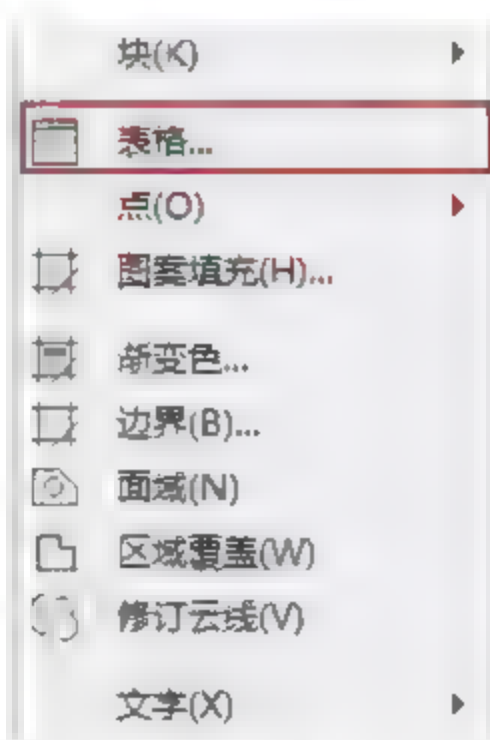 块(K)
表格...
点(O)
图案填充(H)...
渐变色...
边界(B)...
面域(N)
区域覆盖(W)
修订云线(V)
文字(X)